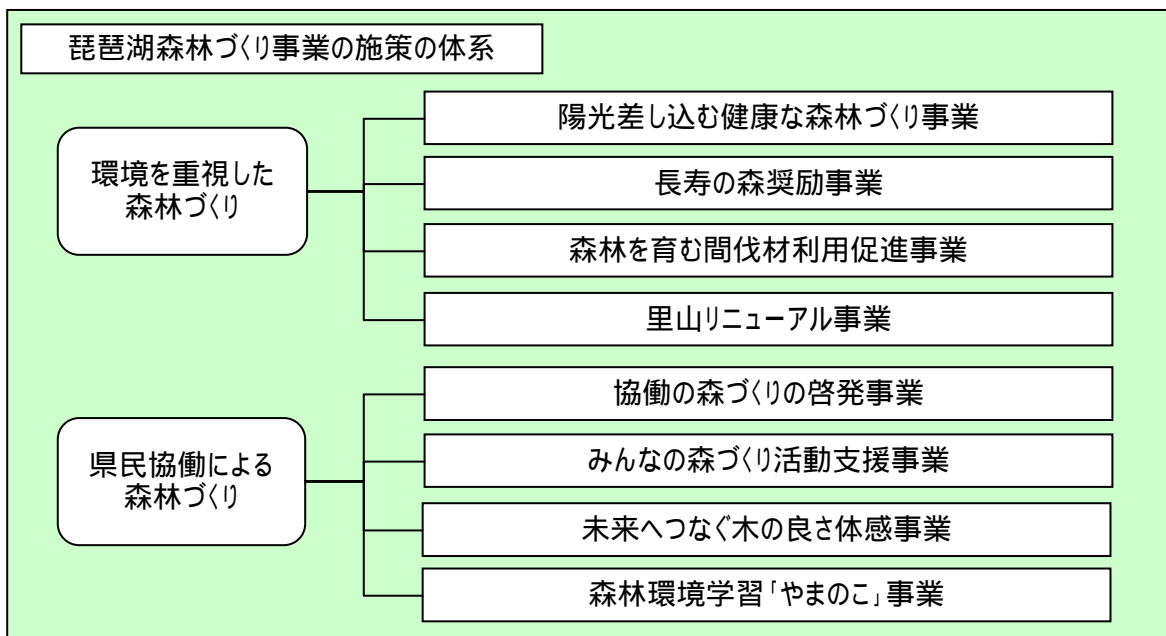 琵琶湖森林づくり事業の施策の体系
環境を重視した
森林づくり
陽光差し込む健康な森林づくり事業
長寿の森奨励事業
森林を育む間伐材利用促進事業
里山リニューアル事業
県民協働による
森林づくり
協働の森づくりの啓発事業
みんなの森づくり活動支援事業
未来へつなぐ木の良さ体感事業
森林環境学習「やまのこ」事業